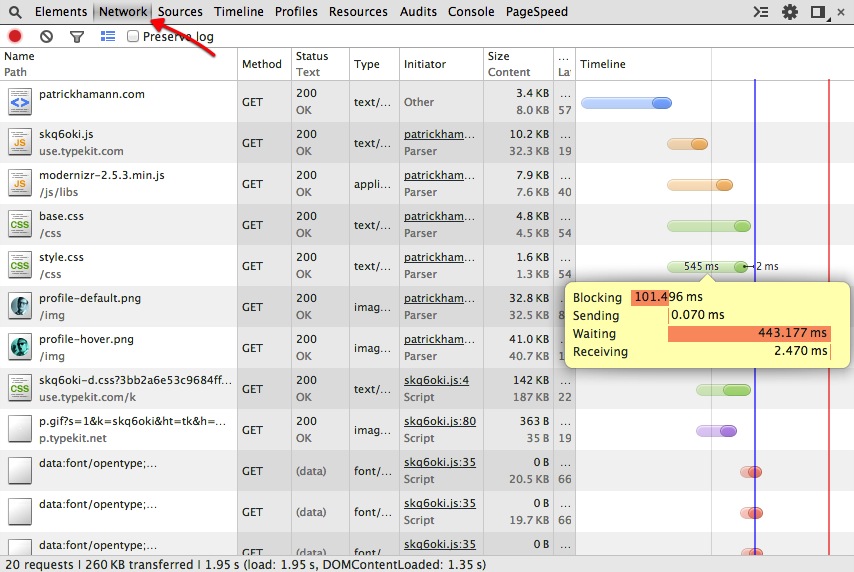 Elements Network Sources Timeline Profiles Resources Audits Console PageSpeed
Preserve log
Name Method Status Type Initiator Size ... Timeline
Path Text Content Lat
patrickhamann.com GET 200 text/... Other 3.4 KB ...
OK 8.0 KB 57
JS skq6oki.js GET 200 text/... patrickham... 10.2 KB ...
use.typekit.com OK Parser 32.3 KB 19
JS modernizr-2.5.3.min.js GET 200 appli... patrickham... 7.9 KB ...
/js/libs OK Parser 7.6 KB 40
CSS base.css GET 200 text/... patrickham... 4.8 KB ...
/css OK Parser 4.5 KB 54
CSS style.css GET 200 text/... patrickham... 1.6 KB ... 545 ms 2 ms
/css OK Parser 1.3 KB 54
profile-default.png GET 200 imag... patrickham... 32.8 KB ...
/img OK Parser 32.5 KB
profile-hover.png GET 200 imag... patrickham... 41.0 KB ...
/img OK Parser 40.7 KB
Blocking 101.496 ms
Sending 0.070 ms
Waiting 443.177 ms
Receiving 2.470 ms
CSS skq6oki-d.css?3bb2a6e53c9684ff... GET 200 text/... skq6oki.js:4 142 KB ...
use.typekit.com/k OK Script 187 KB 22
p.gif?s=1&k=skq6oki&ht=tk&h=... GET 200 imag... skq6oki.js:80 363 B ...
p.typekit.net OK Script 35 B 19
data:font/opentype;... GET (data) font/... skq6oki.js:35 0 B ...
Script 20.5 KB 66
data:font/opentype;... GET (data) font/... skq6oki.js:35 0 B ...
Script 19.7 KB 66
data:font/opentype;... GET (data) font/... skq6oki.js:35 0 B ...
20 requests | 260 KB transferred | 1.95 s (load: 1.95 s, DOMContentLoaded: 1.35 s)